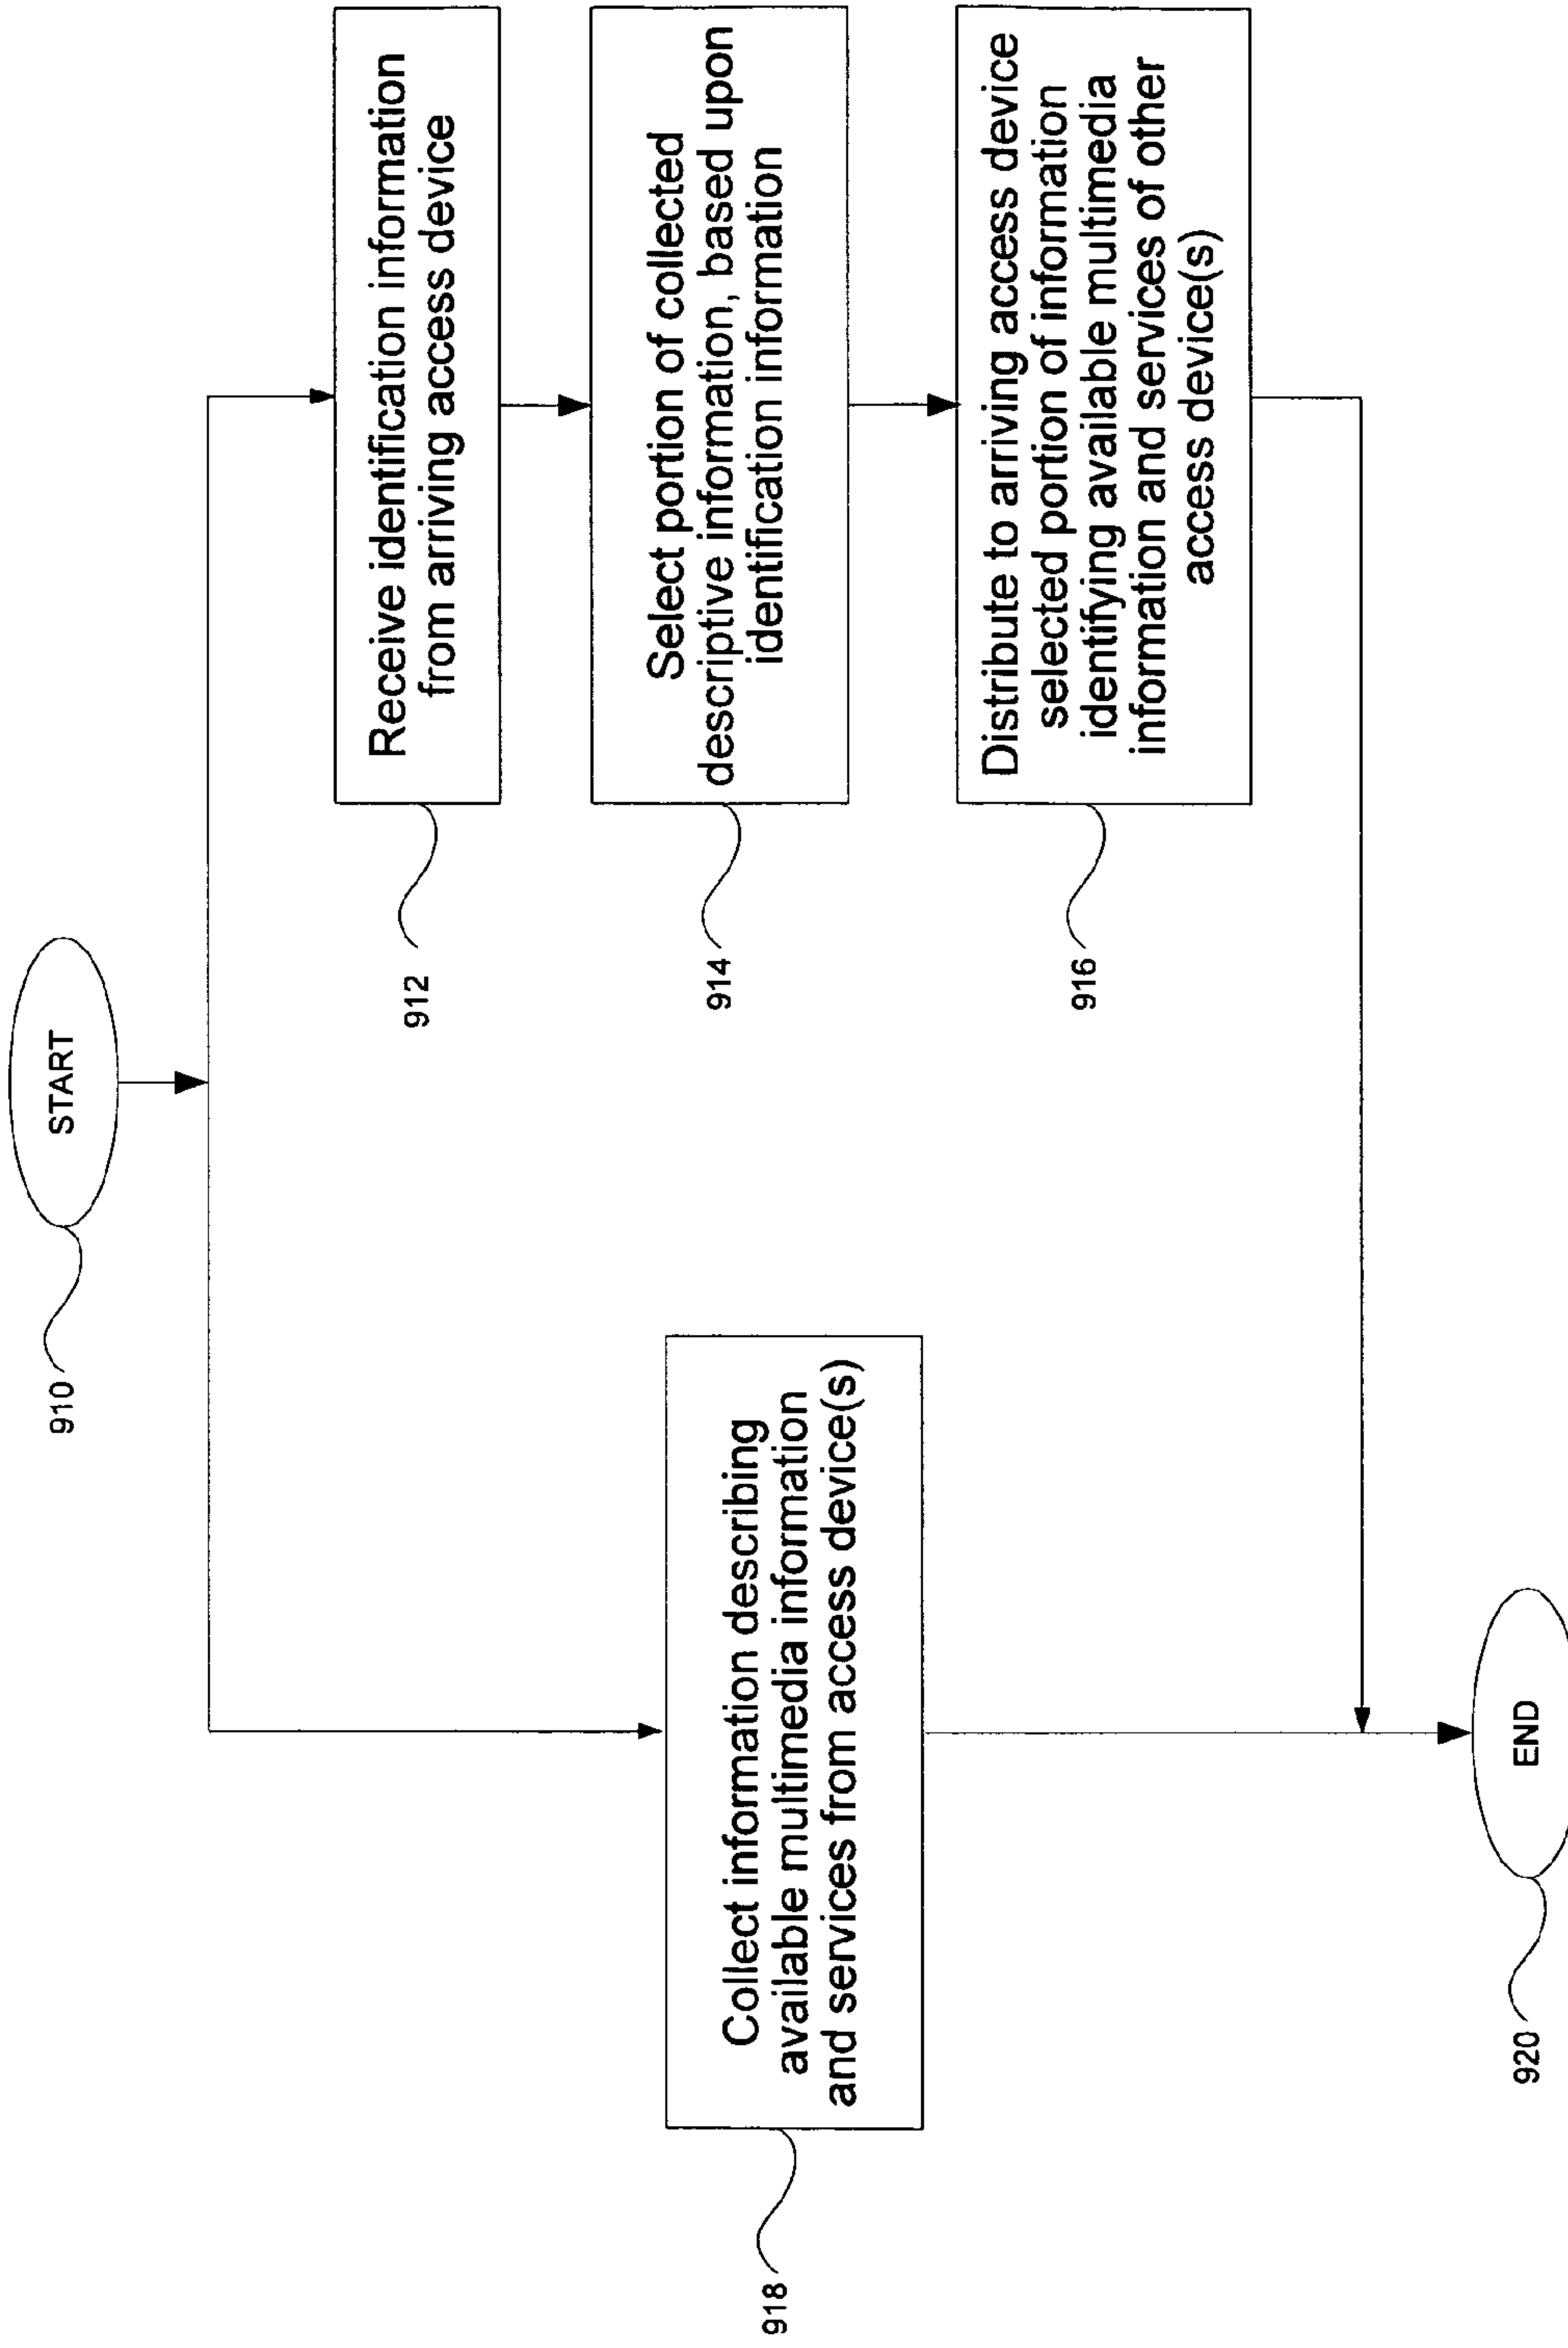 START
910
Receive identification information
from arriving access device
912
Select portion of collected
descriptive information, based upon
identification information
914
Distribute to arriving access device
selected portion of information
identifying available multimedia
information and services of other
access device(s)
916
Collect information describing
available multimedia information
and services from access device(s)
918
END
920